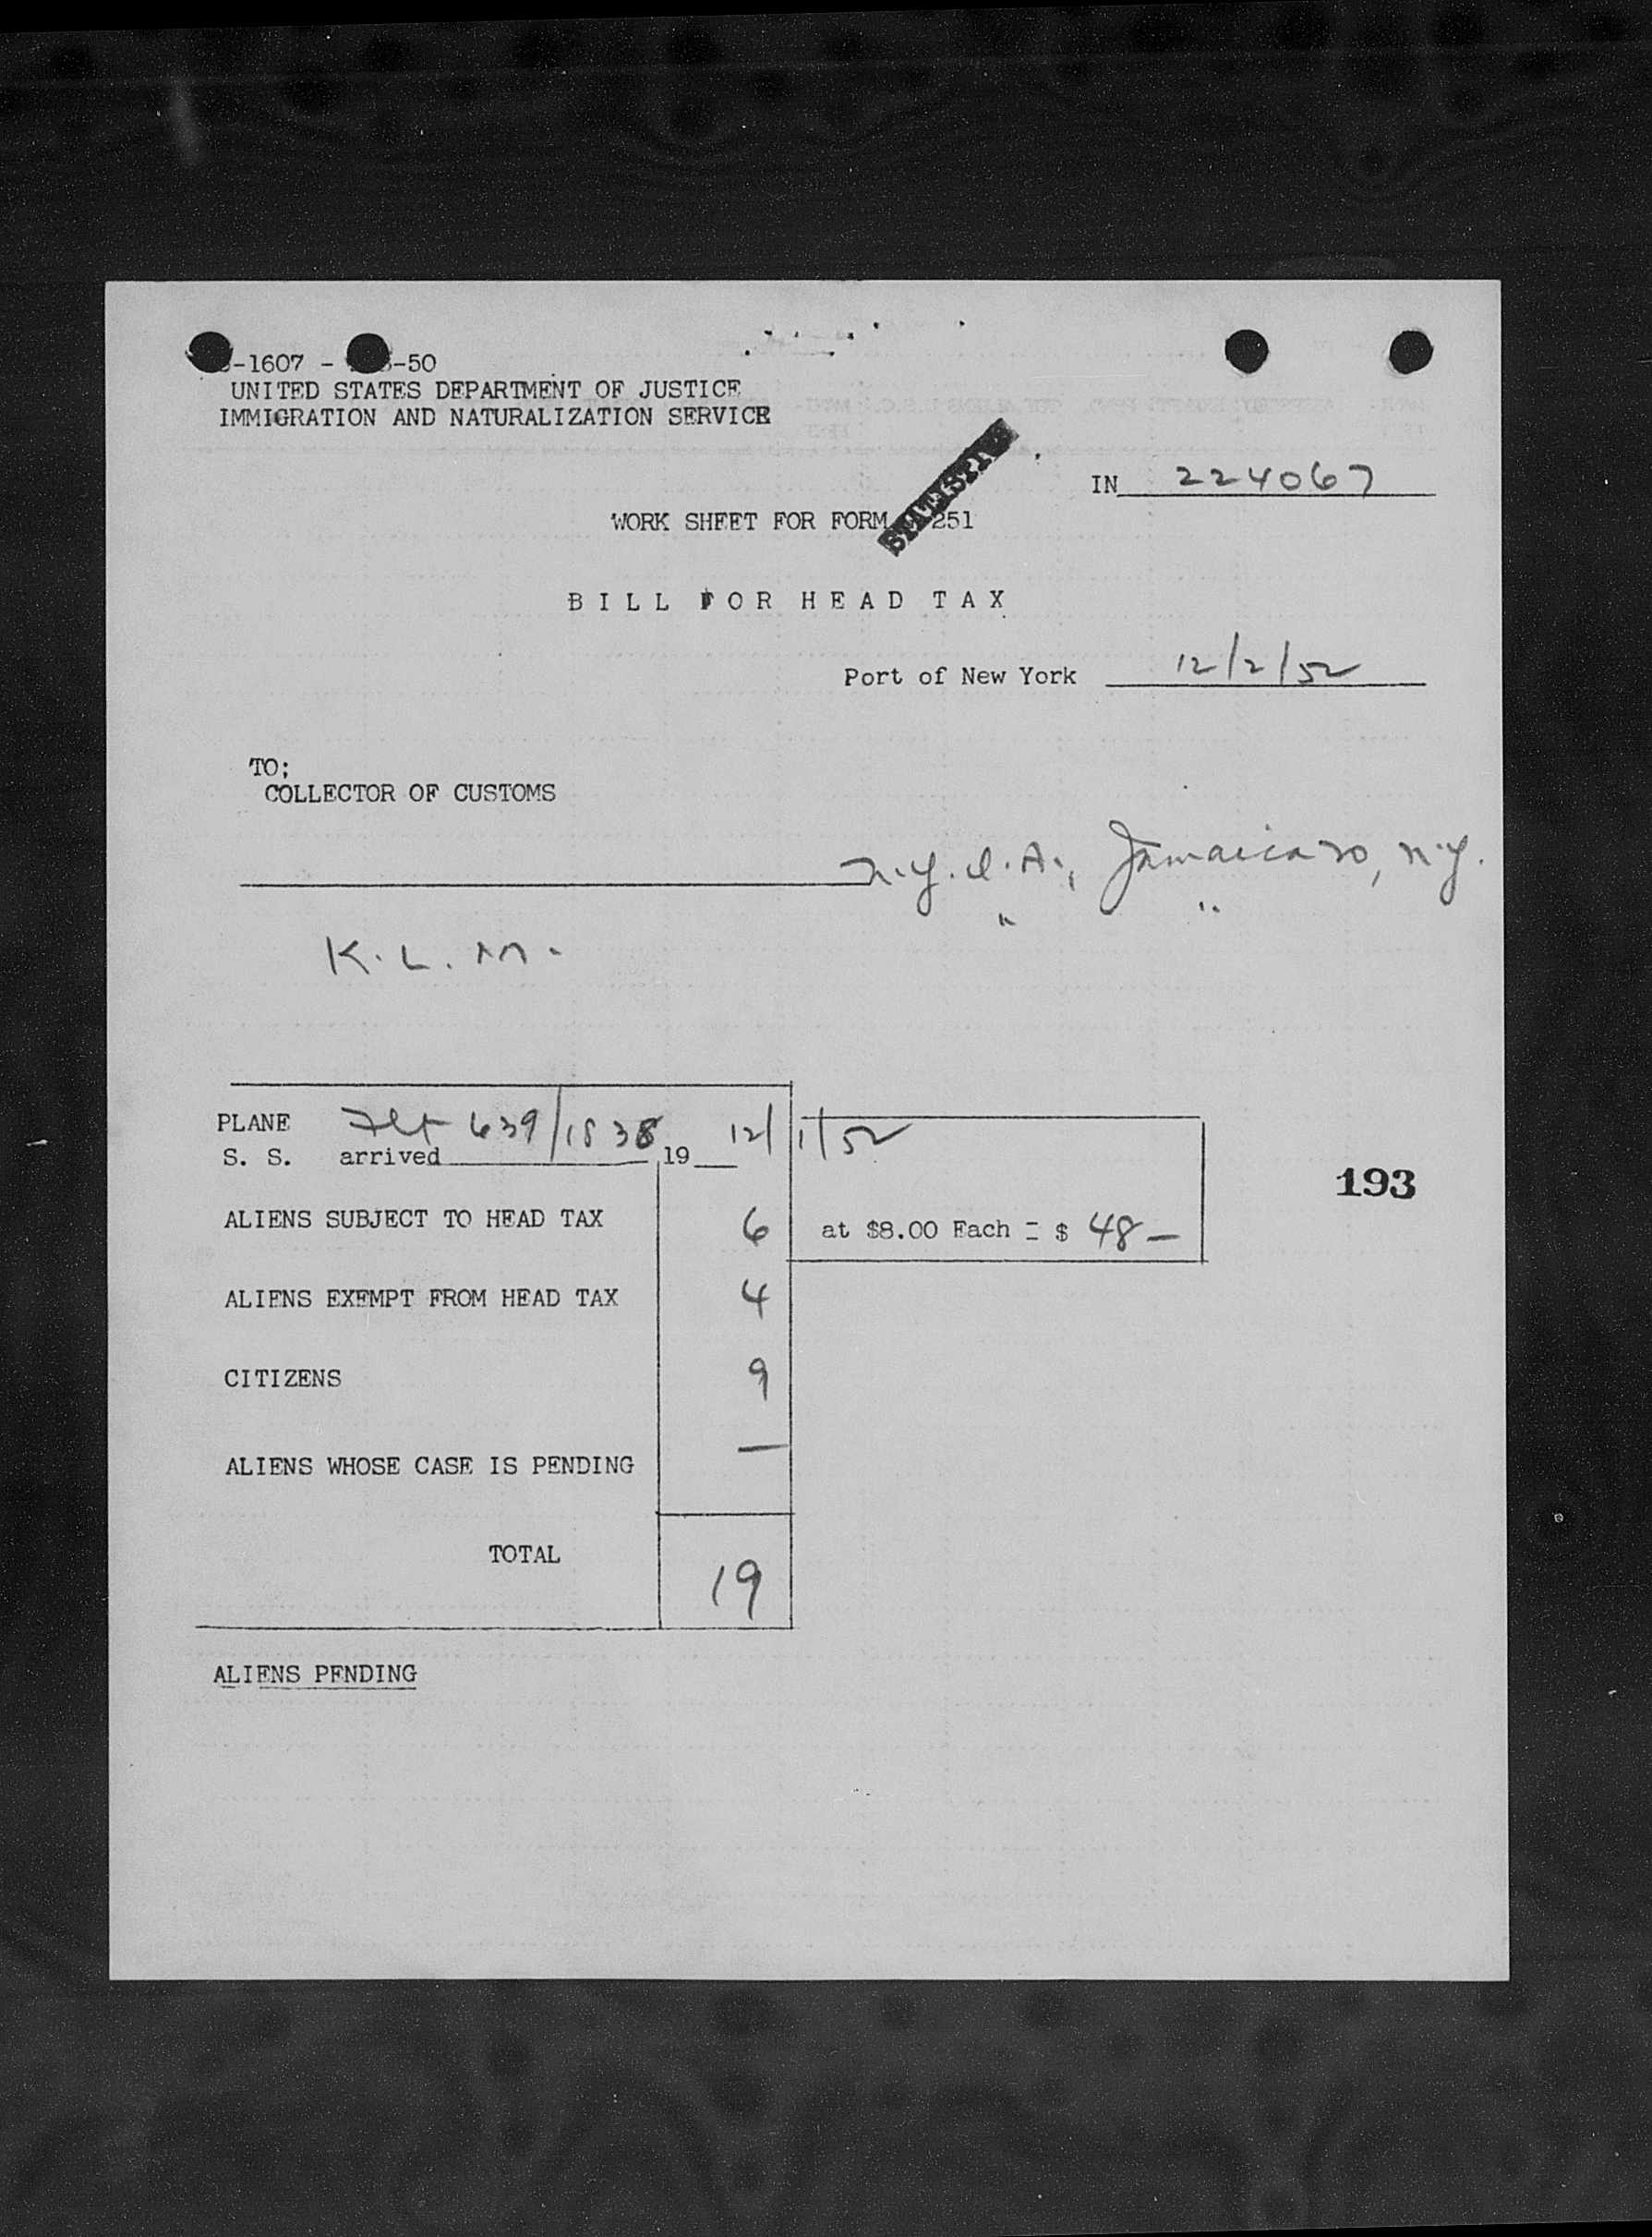 -1607 - -50
UNITED STATES DEPARTMENT OF JUSTICE
IMMIGRATION AND NATURALIZATION SERVICE
STATISTICS
IN 224067
WORK SHEET FOR FORM 251
BILL FOR HEAD TAX
Port of New York 12/2/52
TO:
COLLECTOR OF CUSTOMS
N.Y.I.A., Jamaica 30, N.Y.
" "
K.L.M.
PLANE Flt 639/1838 12/1/52
S. S. arrived 19
193
ALIENS SUBJECT TO HEAD TAX 6 at $8.00 Each = $ 48 —
ALIENS EXEMPT FROM HEAD TAX 4
CITIZENS 9
ALIENS WHOSE CASE IS PENDING —
TOTAL 19
ALIENS PENDING